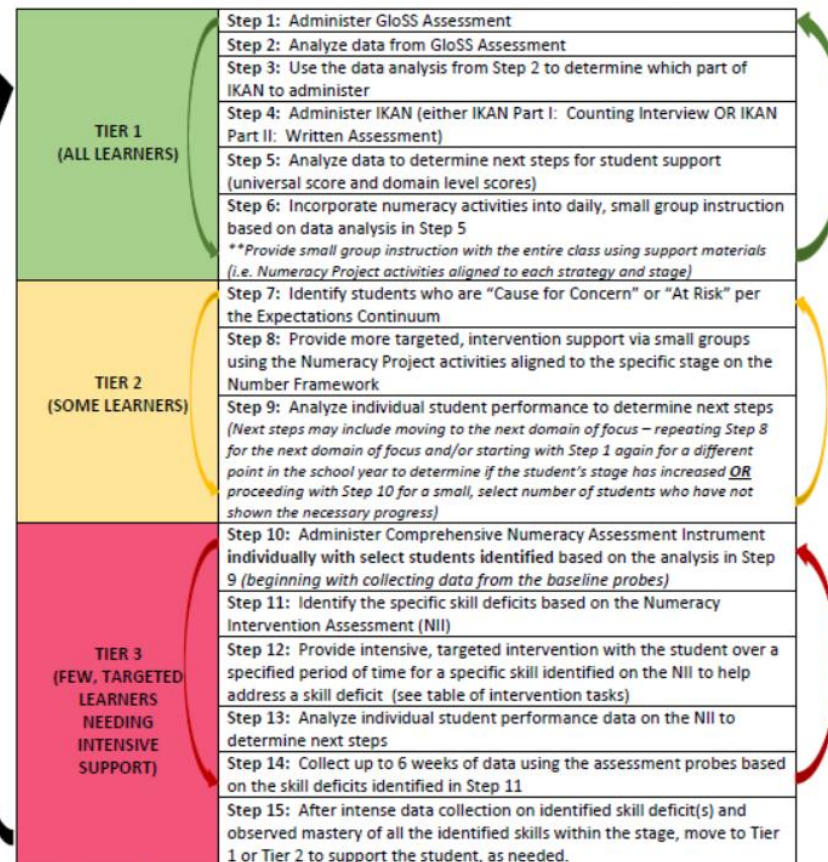 TIER 1
(ALL LEARNERS)
Step 1: Administer GloSS Assessment
Step 2: Analyze data from GloSS Assessment
Step 3: Use the data analysis from Step 2 to determine which part of
IKAN to administer
Step 4: Administer IKAN (either IKAN Part I: Counting Interview OR IKAN
Part II: Written Assessment)
Step 5: Analyze data to determine next steps for student support
(universal score and domain level scores)
Step 6: Incorporate numeracy activities into daily, small group instruction
based on data analysis in Step 5
**Provide small group instruction with the entire class using support materials
(i.e. Numeracy Project activities aligned to each strategy and stage)
TIER 2
(SOME LEARNERS)
Step 7: Identify students who are “Cause for Concern” or “At Risk” per
the Expectations Continuum
Step 8: Provide more targeted, intervention support via small groups
using the Numeracy Project activities aligned to the specific stage on the
Number Framework
Step 9: Analyze individual student performance to determine next steps
(Next steps may include moving to the next domain of focus – repeating Step 8
for the next domain of focus and/or starting with Step 1 again for a different
point in the school year to determine if the student’s stage has increased OR
proceeding with Step 10 for a small, select number of students who have not
shown the necessary progress)
TIER 3
(FEW, TARGETED
LEARNERS
NEEDING
INTENSIVE
SUPPORT)
Step 10: Administer Comprehensive Numeracy Assessment Instrument
individually with select students identified based on the analysis in Step
9 (beginning with collecting data from the baseline probes)
Step 11: Identify the specific skill deficits based on the Numeracy
Intervention Assessment (NII)
Step 12: Provide intensive, targeted intervention with the student over a
specified period of time for a specific skill identified on the NII to help
address a skill deficit (see table of intervention tasks)
Step 13: Analyze individual student performance data on the NII to
determine next steps
Step 14: Collect up to 6 weeks of data using the assessment probes based
on the skill deficits identified in Step 11
Step 15: After intense data collection on identified skill deficit(s) and
observed mastery of all the identified skills within the stage, move to Tier
1 or Tier 2 to support the student, as needed.